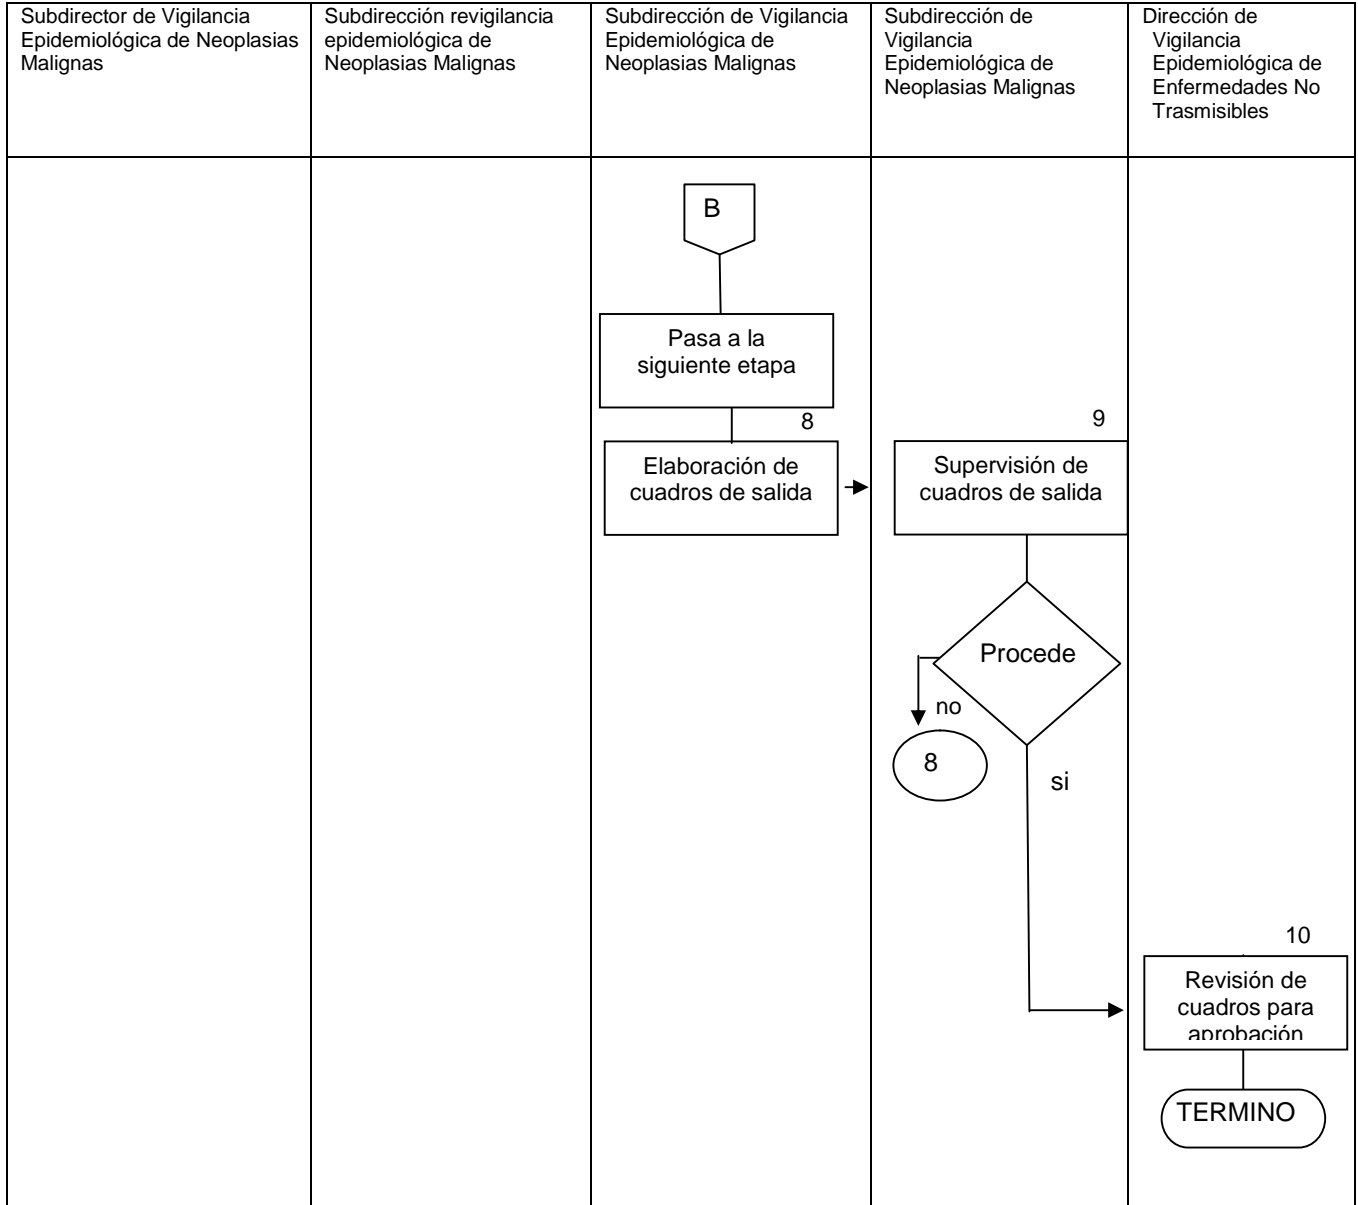 Subdirector de Vigilancia
Epidemiológica de Neoplasias
Malignas
Subdirección revigilancia
epidemiológica de
Neoplasias Malignas
Subdirección de Vigilancia
Epidemiológica de
Neoplasias Malignas
Subdirección de
Vigilancia
Epidemiológica de
Neoplasias Malignas
Dirección de
Vigilancia
Epidemiológica de
Enfermedades No
Trasmisibles
B
Pasa a la
siguiente etapa
8
Elaboración de
cuadros de salida
9
Supervisión de
cuadros de salida
Procede
no
8
si
10
Revisión de
cuadros para
aprobación
TERMINO